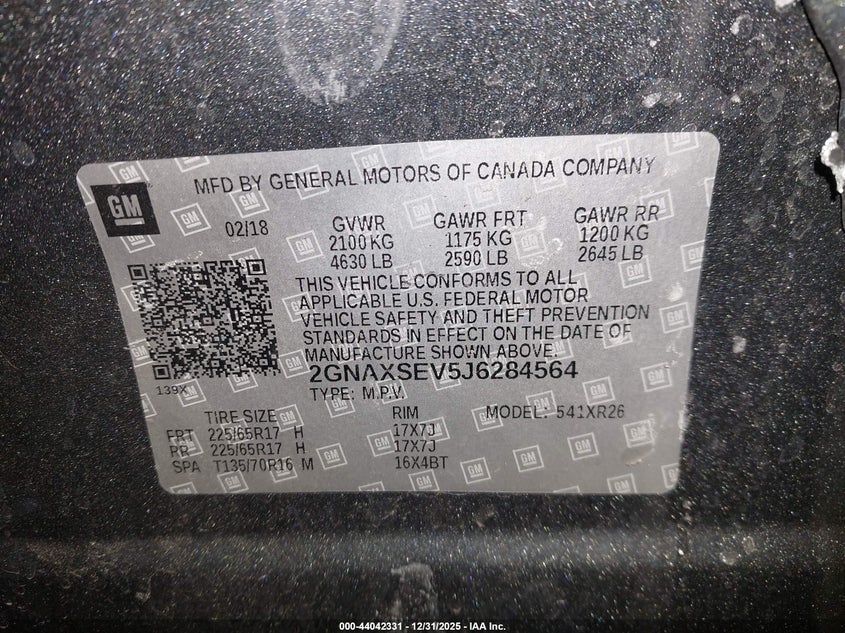 MFD BY GENERAL MOTORS OF CANADA COMPANY
GM
02/18
GVWR GAWR FRT GAWR RR
2100 KG 1175 KG 1200 KG
4630 LB 2590 LB 2645 LB
THIS VEHICLE CONFORMS TO ALL
APPLICABLE U.S. FEDERAL MOTOR
VEHICLE SAFETY AND THEFT PREVENTION
STANDARDS IN EFFECT ON THE DATE OF
MANUFACTURE SHOWN ABOVE.
139X
2GNAXSEV5J6284564
TYPE: M.P.V.
TIRE SIZE RIM MODEL: 541XR26
FRT 225/65R17 H 17X7J
RR 225/65R17 H 17X7J
SPA T135/70R16 M 16X4BT
000-44042331 - 12/31/2025 - IAA Inc.